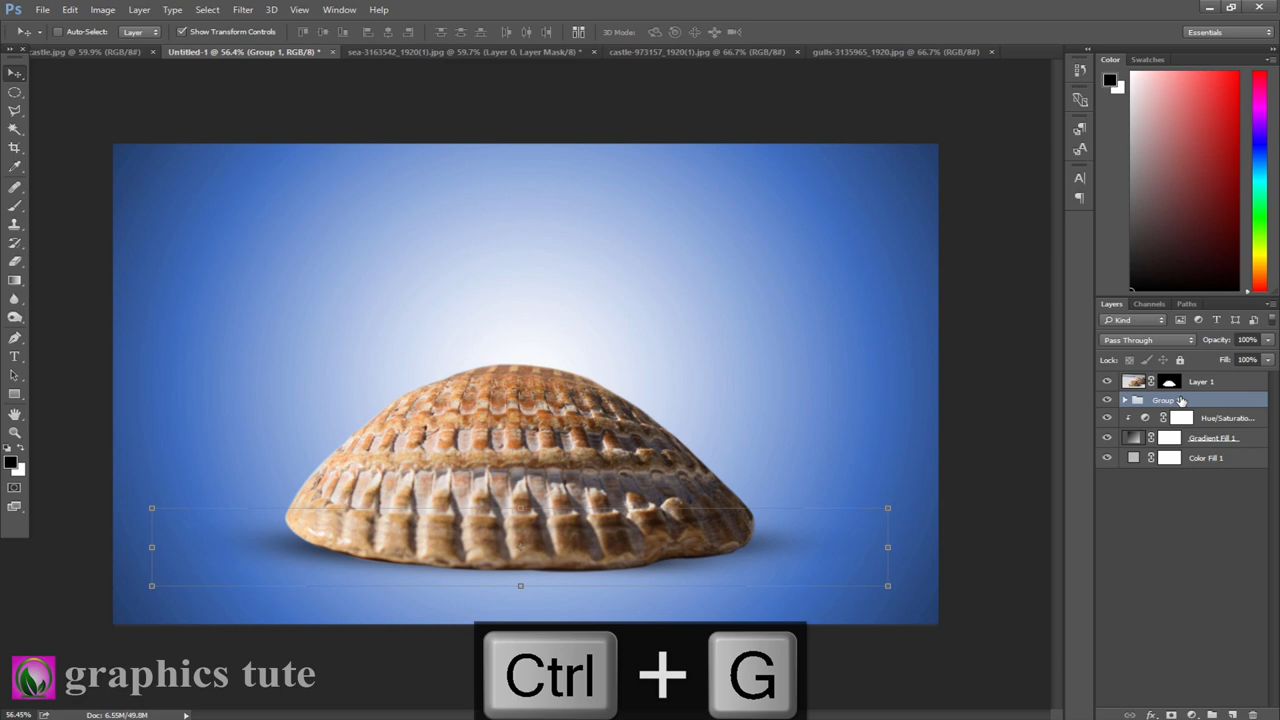 Ps File Edit Image Layer Type Select Filter 3D View Window Help
Auto-Select: Layer Show Transform Controls 3D Mode: Essentials
castle.jpg @ 59.9% (RGB/8#) × Untitled-1 @ 56.4% (Group 1, RGB/8) * × sea-3163542_1920(1).jpg @ 59.7% (Layer 0, Layer Mask/8) * × castle-973157_1920(1).jpg @ 66.7% (RGB/8#) × gulls-3135965_1920.jpg @ 66.7% (RGB/8#) ×
Color Swatches
Layers Channels Paths
Kind
Pass Through Opacity: 100%
Lock: Fill: 100%
Layer 1
Group
Hue/Saturatio...
Gradient Fill 1
Color Fill 1
Ctrl + G
graphics tute
56.45% Doc: 6.55M/49.8M